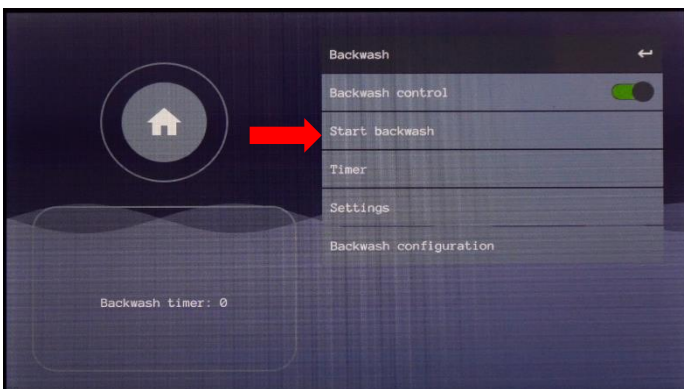 Backwash
Backwash control
Start backwash
Timer
Settings
Backwash configuration
Backwash timer: 0